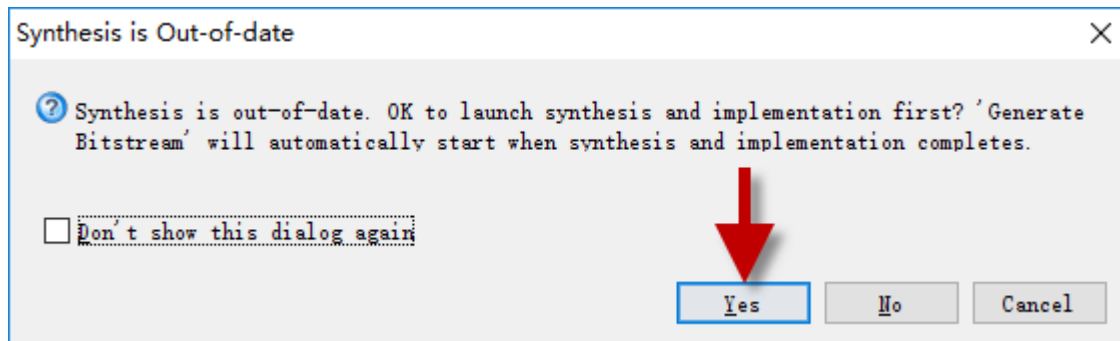 Synthesis is Out-of-date
Synthesis is out-of-date. OK to launch synthesis and implementation first? 'Generate
Bitstream' will automatically start when synthesis and implementation completes.
Don't show this dialog again
Yes No Cancel